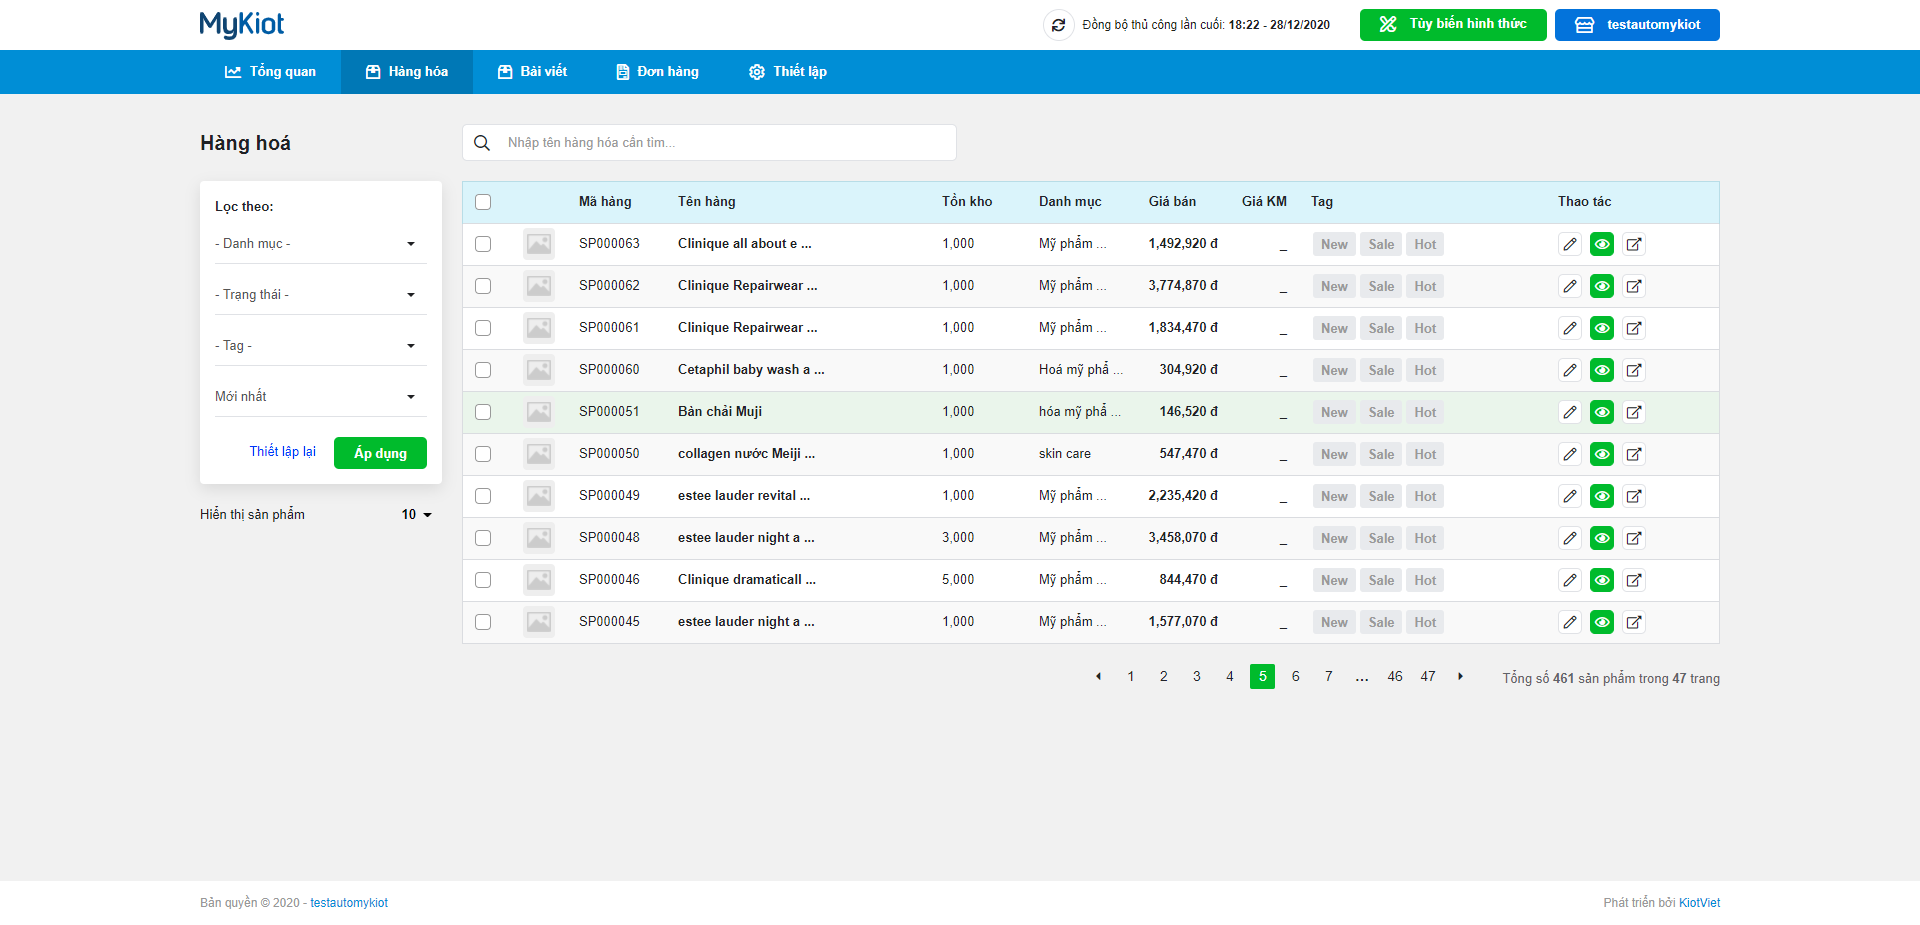 MyKiot
Đồng bộ thủ công lần cuối: 18:22 - 28/12/2020
Tùy biến hình thức
testautomykiot
Tổng quan
Hàng hóa
Bài viết
Đơn hàng
Thiết lập
Hàng hoá
Nhập tên hàng hóa cần tìm...
Lọc theo:
- Danh mục -
- Trạng thái -
- Tag -
Mới nhất
Thiết lập lại
Áp dụng
Hiển thị sản phẩm 10
Mã hàng Tên hàng Tồn kho Danh mục Giá bán Giá KM Tag Thao tác
SP000063 Clinique all about e ... 1,000 Mỹ phẩm ... 1,492,920 đ _ New Sale Hot
SP000062 Clinique Repairwear ... 1,000 Mỹ phẩm ... 3,774,870 đ _ New Sale Hot
SP000061 Clinique Repairwear ... 1,000 Mỹ phẩm ... 1,834,470 đ _ New Sale Hot
SP000060 Cetaphil baby wash a ... 1,000 Hoá mỹ phẩ ... 304,920 đ _ New Sale Hot
SP000051 Bàn chải Muji 1,000 hóa mỹ phẩ ... 146,520 đ _ New Sale Hot
SP000050 collagen nước Meiji ... 1,000 skin care 547,470 đ _ New Sale Hot
SP000049 estee lauder revital ... 1,000 Mỹ phẩm ... 2,235,420 đ _ New Sale Hot
SP000048 estee lauder night a ... 3,000 Mỹ phẩm ... 3,458,070 đ _ New Sale Hot
SP000046 Clinique dramaticall ... 5,000 Mỹ phẩm ... 844,470 đ _ New Sale Hot
SP000045 estee lauder night a ... 1,000 Mỹ phẩm ... 1,577,070 đ _ New Sale Hot
1 2 3 4 5 6 7 ... 46 47
Tổng số 461 sản phẩm trong 47 trang
Bản quyền © 2020 - testautomykiot
Phát triển bởi KiotViet